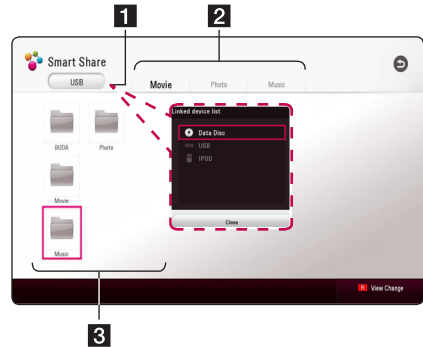 1
2
Smart Share
USB
Movie
Photo
Music
Linked device list
Data Disc
USB
IPOD
Close
BUDA
Photo
Movie
Music
R View Change
3